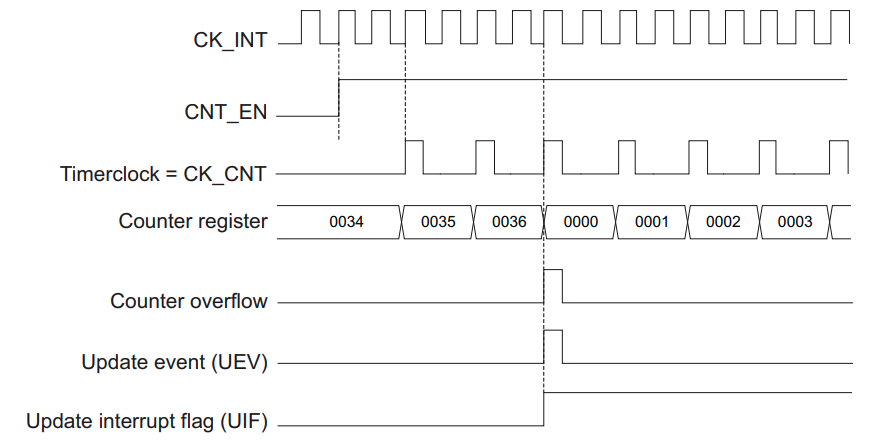 CK_INT
CNT_EN
Timerclock = CK_CNT
Counter register 0034 0035 0036 0000 0001 0002 0003
Counter overflow
Update event (UEV)
Update interrupt flag (UIF)